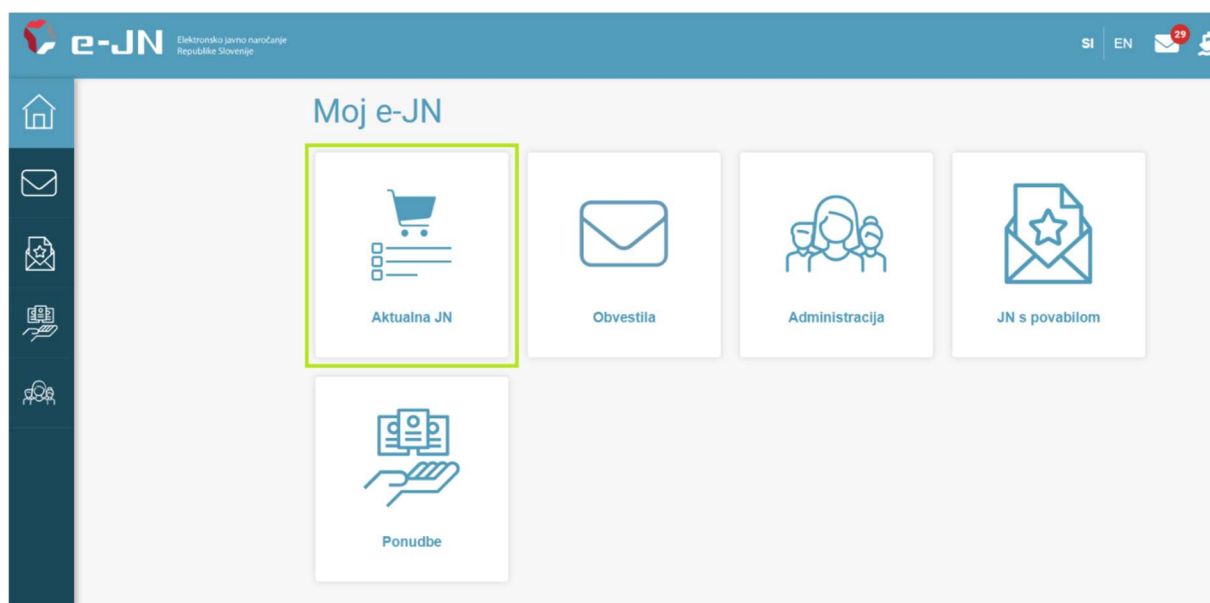 e-JN
Elektronsko javno naročanje
Republike Slovenije
SI
EN
29
Moj e-JN
Aktualna JN
Obvestila
Administracija
JN s povabilom
Ponudbe